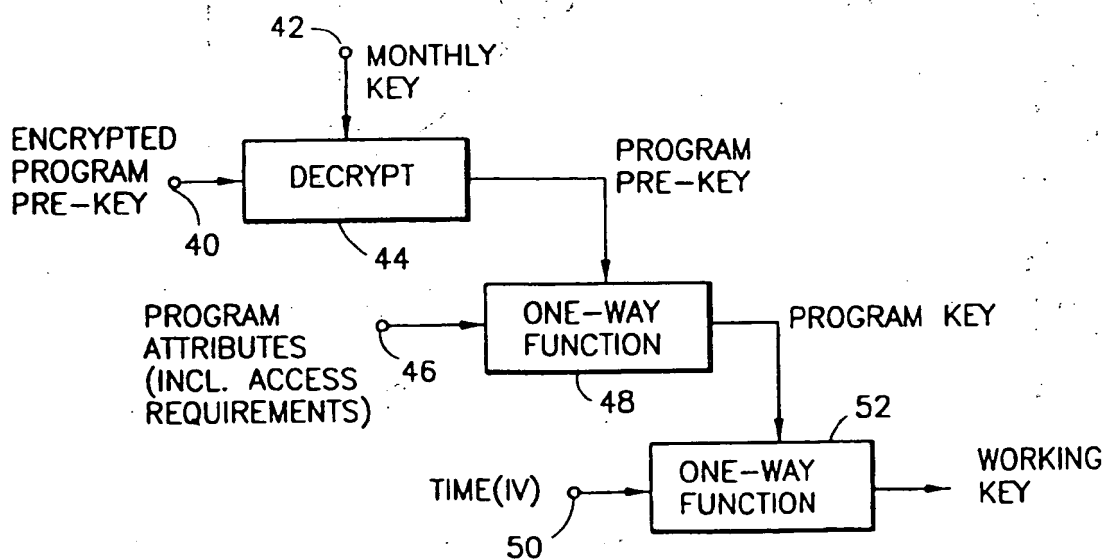 42
MONTHLY
KEY
ENCRYPTED
PROGRAM
PRE-KEY
40
DECRYPT
44
PROGRAM
PRE-KEY
PROGRAM
ATTRIBUTES
(INCL. ACCESS
REQUIREMENTS)
46
ONE-WAY
FUNCTION
48
PROGRAM KEY
52
TIME(IV)
50
ONE-WAY
FUNCTION
WORKING
KEY